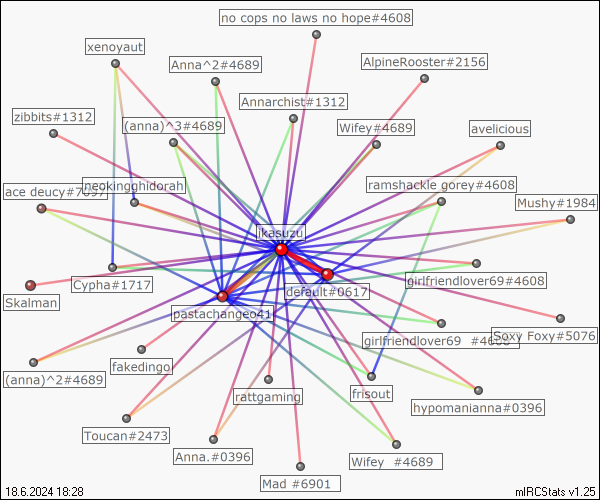 no cops no laws no hope#4608
xenoyaut
Anna^2#4689
AlpineRooster#2156
Annarchist#1312
zibbits#1312
(anna)^3#4689
Wifey#4689
avelicious
ace deucy#7097
neokingghidorah
ramshackle gorey#4608
Mushy#1984
ikasuzu
Cypha#1717
girlfriendlover69#4608
Skalman
default#0617
pastachangeo41
girlfriendlover69 #4608
Soxy Foxy#5076
fakedingo
(anna)^2#4689
rattgaming
frisout
hypomanianna#0396
Toucan#2473
Anna.#0396
Wifey #4689
Mad #6901
18.6.2024 18:28
mIRCStats v1.25